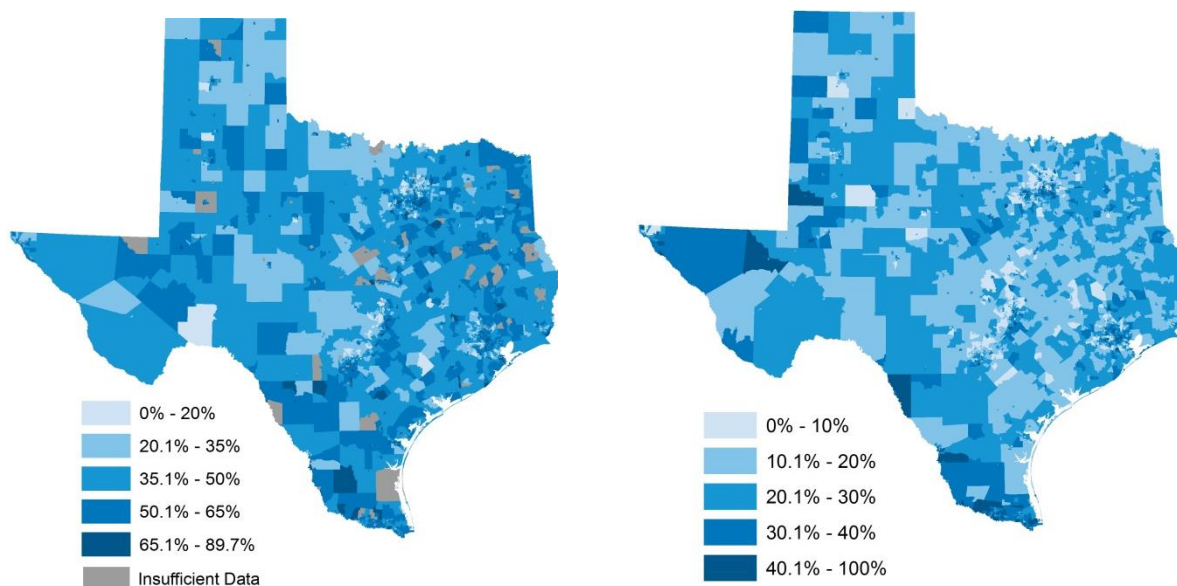 0% - 20%
20.1% - 35%
35.1% - 50%
50.1% - 65%
65.1% - 89.7%
Insufficient Data
0% - 10%
10.1% - 20%
20.1% - 30%
30.1% - 40%
40.1% - 100%